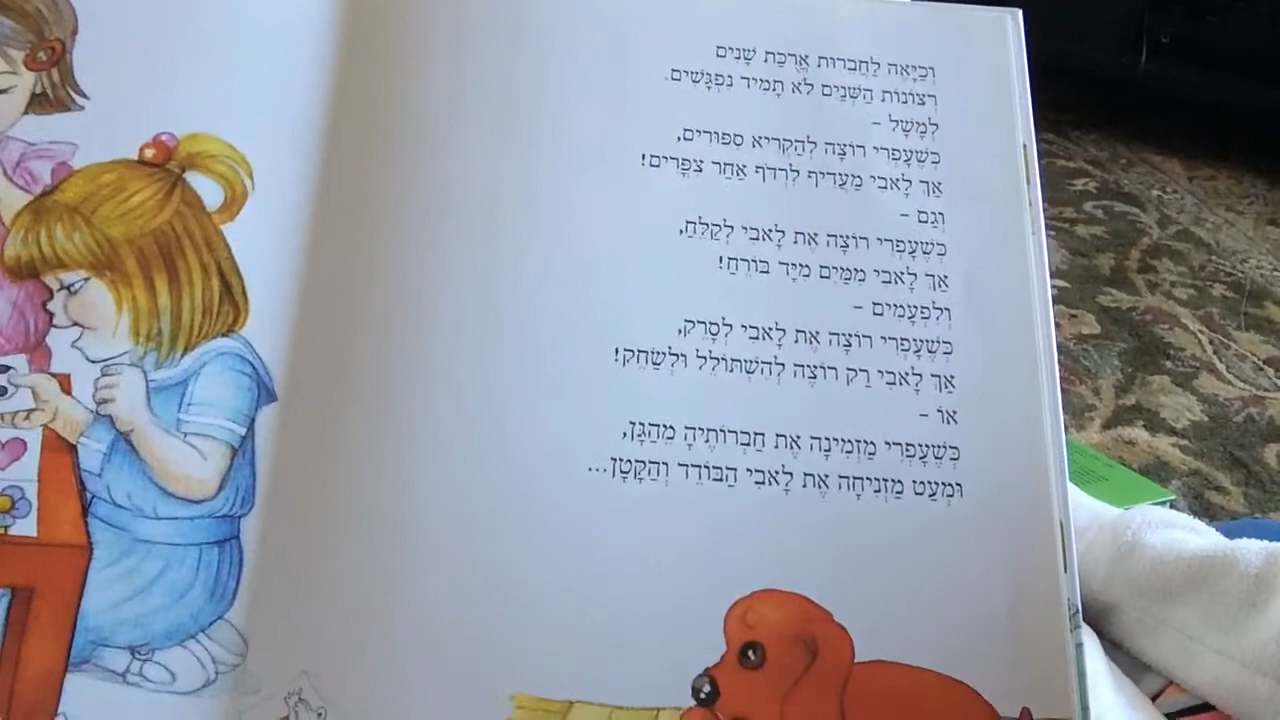 וְכַיָּאֶה לַחֲבֵרוּת אֲרֻכַּת שָׁנִים
רְצוֹנוֹת הַשְּׁנַיִם לֹא תָמִיד נִפְגָּשִׁים.
לְמָשָׁל –
כְּשֶׁעָפְרִי רוֹצָה לְהַקְרִיא סִפּוּרִים,
אַךְ לָאבִי מַעֲדִיף לִרְדֹּף אַחַר צִפֳּרִים!
וְגַם –
כְּשֶׁעָפְרִי רוֹצָה אֶת לָאבִי לְקַלֵּחַ,
אַךְ לָאבִי מִמַּיִם מִיָּד בּוֹרֵחַ!
וְלִפְעָמִים –
כְּשֶׁעָפְרִי רוֹצָה אֶת לָאבִי לְסָרֵק,
אַךְ לָאבִי רַק רוֹצֶה לְהִשְׁתּוֹלֵל וּלְשַׂחֵק!
אוֹ –
כְּשֶׁעָפְרִי מַזְמִינָה אֶת חַבְרוֹתֶיהָ מֵהַגָּן,
וּמְעַט מַזְנִיחָה אֶת לָאבִי הַבּוֹדֵד וְהַקָּטָן...